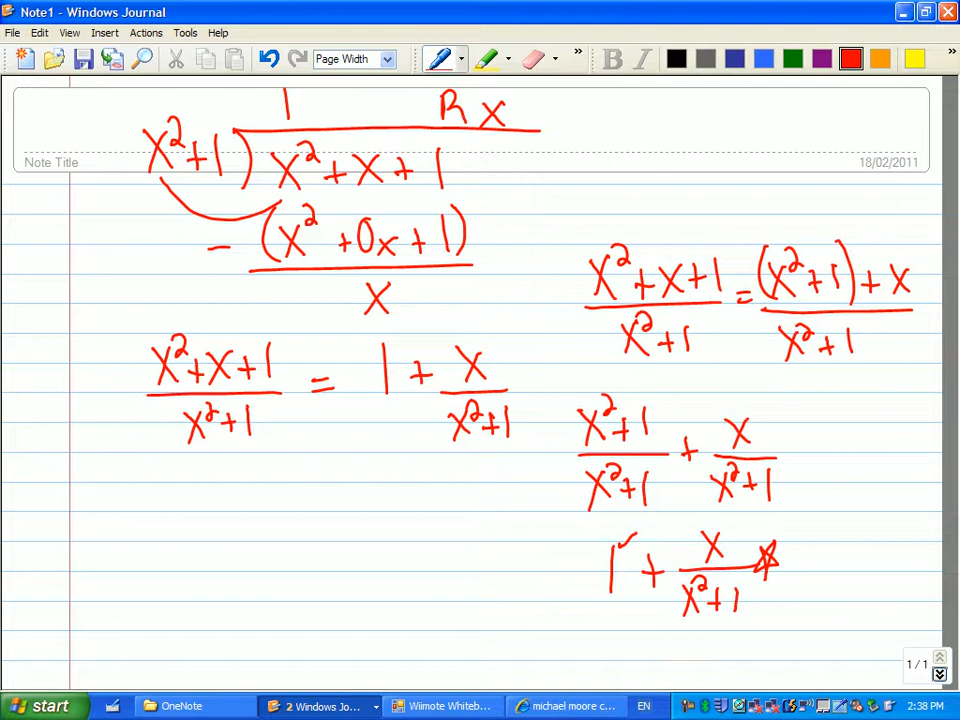 Note1 - Windows Journal
File Edit View Insert Actions Tools Help
Page Width
1 R x
x²+1 ) x² + x + 1
Note Title 18/02/2011
- (x² + 0x + 1)
x
(x²+x+1)/(x²+1) = 1 + x/(x²+1)
(x²+x+1)/(x²+1) = ((x²+1)+x)/(x²+1)
(x²+1)/(x²+1) + x/(x²+1)
1 + x/(x²+1)
1 / 1
start OneNote 2 Windows Jo... Wiimote Whiteb... michael moore c... EN 2:38 PM